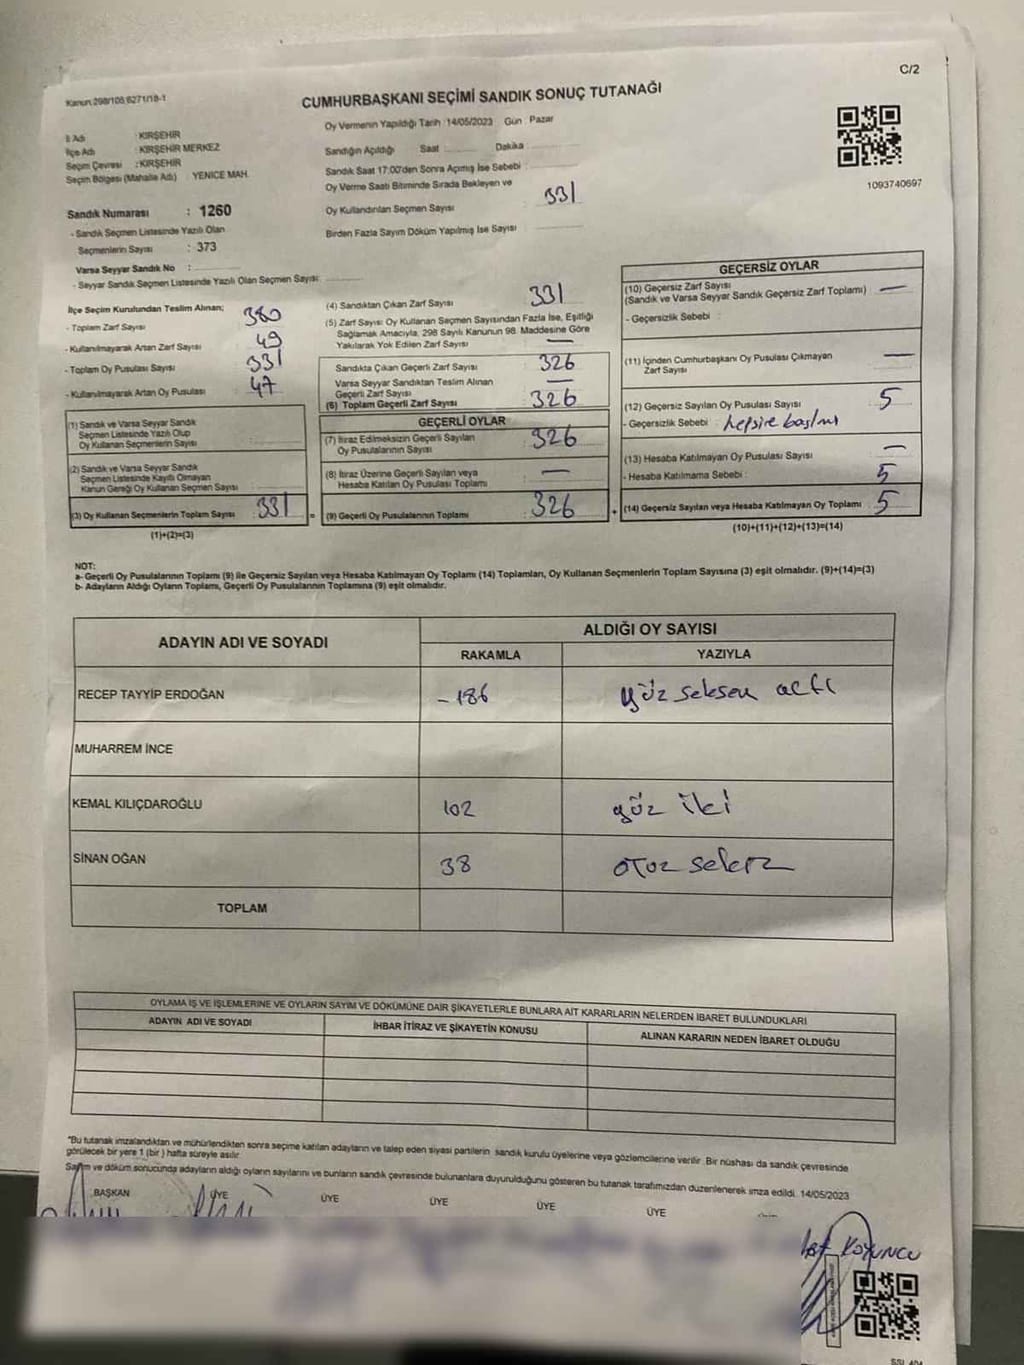 C/2
Kanun 298/105,6271/18-1
CUMHURBAŞKANI SEÇİMİ SANDIK SONUÇ TUTANAĞI
Oy Vermenin Yapıldığı Tarih :14/05/2023 Gün : Pazar
İl Adı : KIRŞEHİR
İlçe Adı : KIRŞEHİR MERKEZ
Seçim Çevresi : KIRŞEHİR
Seçim Bölgesi (Mahalle Adı) : YENİCE MAH.
Sandığın Açıldığı Saat Dakika
Sandık Saat 17:00'den Sonra Açımış İse Sebebi :
Oy Verme Saati Bitiminde Sırada Bekleyen ve
Oy Kullandırılan Seçmen Sayısı : 331
Birden Fazla Sayım Döküm Yapılmış İse Sayısı
1093740697
Sandık Numarası : 1260
- Sandık Seçmen Listesinde Yazılı Olan
Seçmenlerin Sayısı : 373
Varsa Seyyar Sandık No :
- Seyyar Sandık Seçmen Listesinde Yazılı Olan Seçmen Sayısı:
İlçe Seçim Kurulundan Teslim Alınan;
- Toplam Zarf Sayısı : 380
- Kullanılmayarak Artan Zarf Sayısı : 49
- Toplam Oy Pusulası Sayısı : 331
- Kullanılmayarak Artan Oy Pusulası : 47
(1) Sandık ve Varsa Seyyar Sandık
Seçmen Listesinde Yazılı Olup
Oy Kullanan Seçmenlerin Sayısı :
(2) Sandık ve Varsa Seyyar Sandık
Seçmen Listesinde Kayıtlı Olmayan
Kanun Gereği Oy Kullanan Seçmen Sayısı :
(3) Oy Kullanan Seçmenlerin Toplam Sayısı : 331
(1)+(2)=(3)
(4) Sandıktan Çıkan Zarf Sayısı : 331
(5) Zarf Sayısı Oy Kullanan Seçmen Sayısından Fazla İse, Eşitliği
Sağlamak Amacıyla, 298 Sayılı Kanunun 98. Maddesine Göre
Yakılarak Yok Edilen Zarf Sayısı : —
Sandıkta Çıkan Geçerli Zarf Sayısı : 326
Varsa Seyyar Sandıktan Teslim Alınan
Geçerli Zarf Sayısı —
(6) Toplam Geçerli Zarf Sayısı : 326
GEÇERLİ OYLAR
(7) İtiraz Edilmeksizin Geçerli Sayılan
Oy Pusulalarının Sayısı : 326
(8) İtiraz Üzerine Geçerli Sayılan veya
Hesaba Katılan Oy Pusulası Toplamı : —
= (9) Geçerli Oy Pusulalarının Toplamı : 326
GEÇERSİZ OYLAR
(10) Geçersiz Zarf Sayısı : —
(Sandık ve Varsa Seyyar Sandık Geçersiz Zarf Toplamı)
- Geçersizlik Sebebi :
(11) İçinden Cumhurbaşkanı Oy Pusulası Çıkmayan
Zarf Sayısı : —
(12) Geçersiz Sayılan Oy Pusulası Sayısı : 5
- Geçersizlik Sebebi : hepsine
(13) Hesaba Katılmayan Oy Pusulası Sayısı : —
- Hesaba Katılmama Sebebi : 5
+ (14) Geçersiz Sayılan veya Hesaba Katılmayan Oy Toplamı : 5
(10)+(11)+(12)+(13)=(14)
NOT:
a- Geçerli Oy Pusulalarının Toplamı (9) ile Geçersiz Sayılan veya Hesaba Katılmayan Oy Toplamı (14) Toplamları, Oy Kullanan Seçmenlerin Toplam Sayısına (3) eşit olmalıdır. (9)+(14)=(3)
b- Adayların Aldığı Oyların Toplamı, Geçerli Oy Pusulalarının Toplamına (9) eşit olmalıdır.
ADAYIN ADI VE SOYADI
ALDIĞI OY SAYISI
RAKAMLA YAZIYLA
RECEP TAYYİP ERDOĞAN - 186 yüz seksen altı
MUHARREM İNCE
KEMAL KILIÇDAROĞLU 102 yüz iki
SİNAN OĞAN 38 otuz sekiz
TOPLAM
OYLAMA İŞ VE İŞLEMLERİNE VE OYLARIN SAYIM VE DÖKÜMÜNE DAİR ŞİKAYETLERLE BUNLARA AİT KARARLARIN NELERDEN İBARET BULUNDUKLARI
ADAYIN ADI VE SOYADI İHBAR İTİRAZ VE ŞİKAYETİN KONUSU ALINAN KARARIN NEDEN İBARET OLDUĞU
"Bu tutanak imzalandıktan ve mühürlendikten sonra seçime katılan adayların ve talep eden siyasi partilerin sandık kurulu üyelerine veya gözlemcilerine verilir. Bir nüshası da sandık çevresinde
görülecek bir yere 1 (bir ) hafta süreyle asılır.
Sayım ve döküm sonucunda adayların aldığı oyların sayılarını ve bunların sandık çevresinde bulunanlara duyurulduğunu gösteren bu tutanak tarafımızdan düzenlenerek imza edildi. 14/05/2023
BAŞKAN ÜYE ÜYE ÜYE ÜYE ÜYE
KOYUNCU